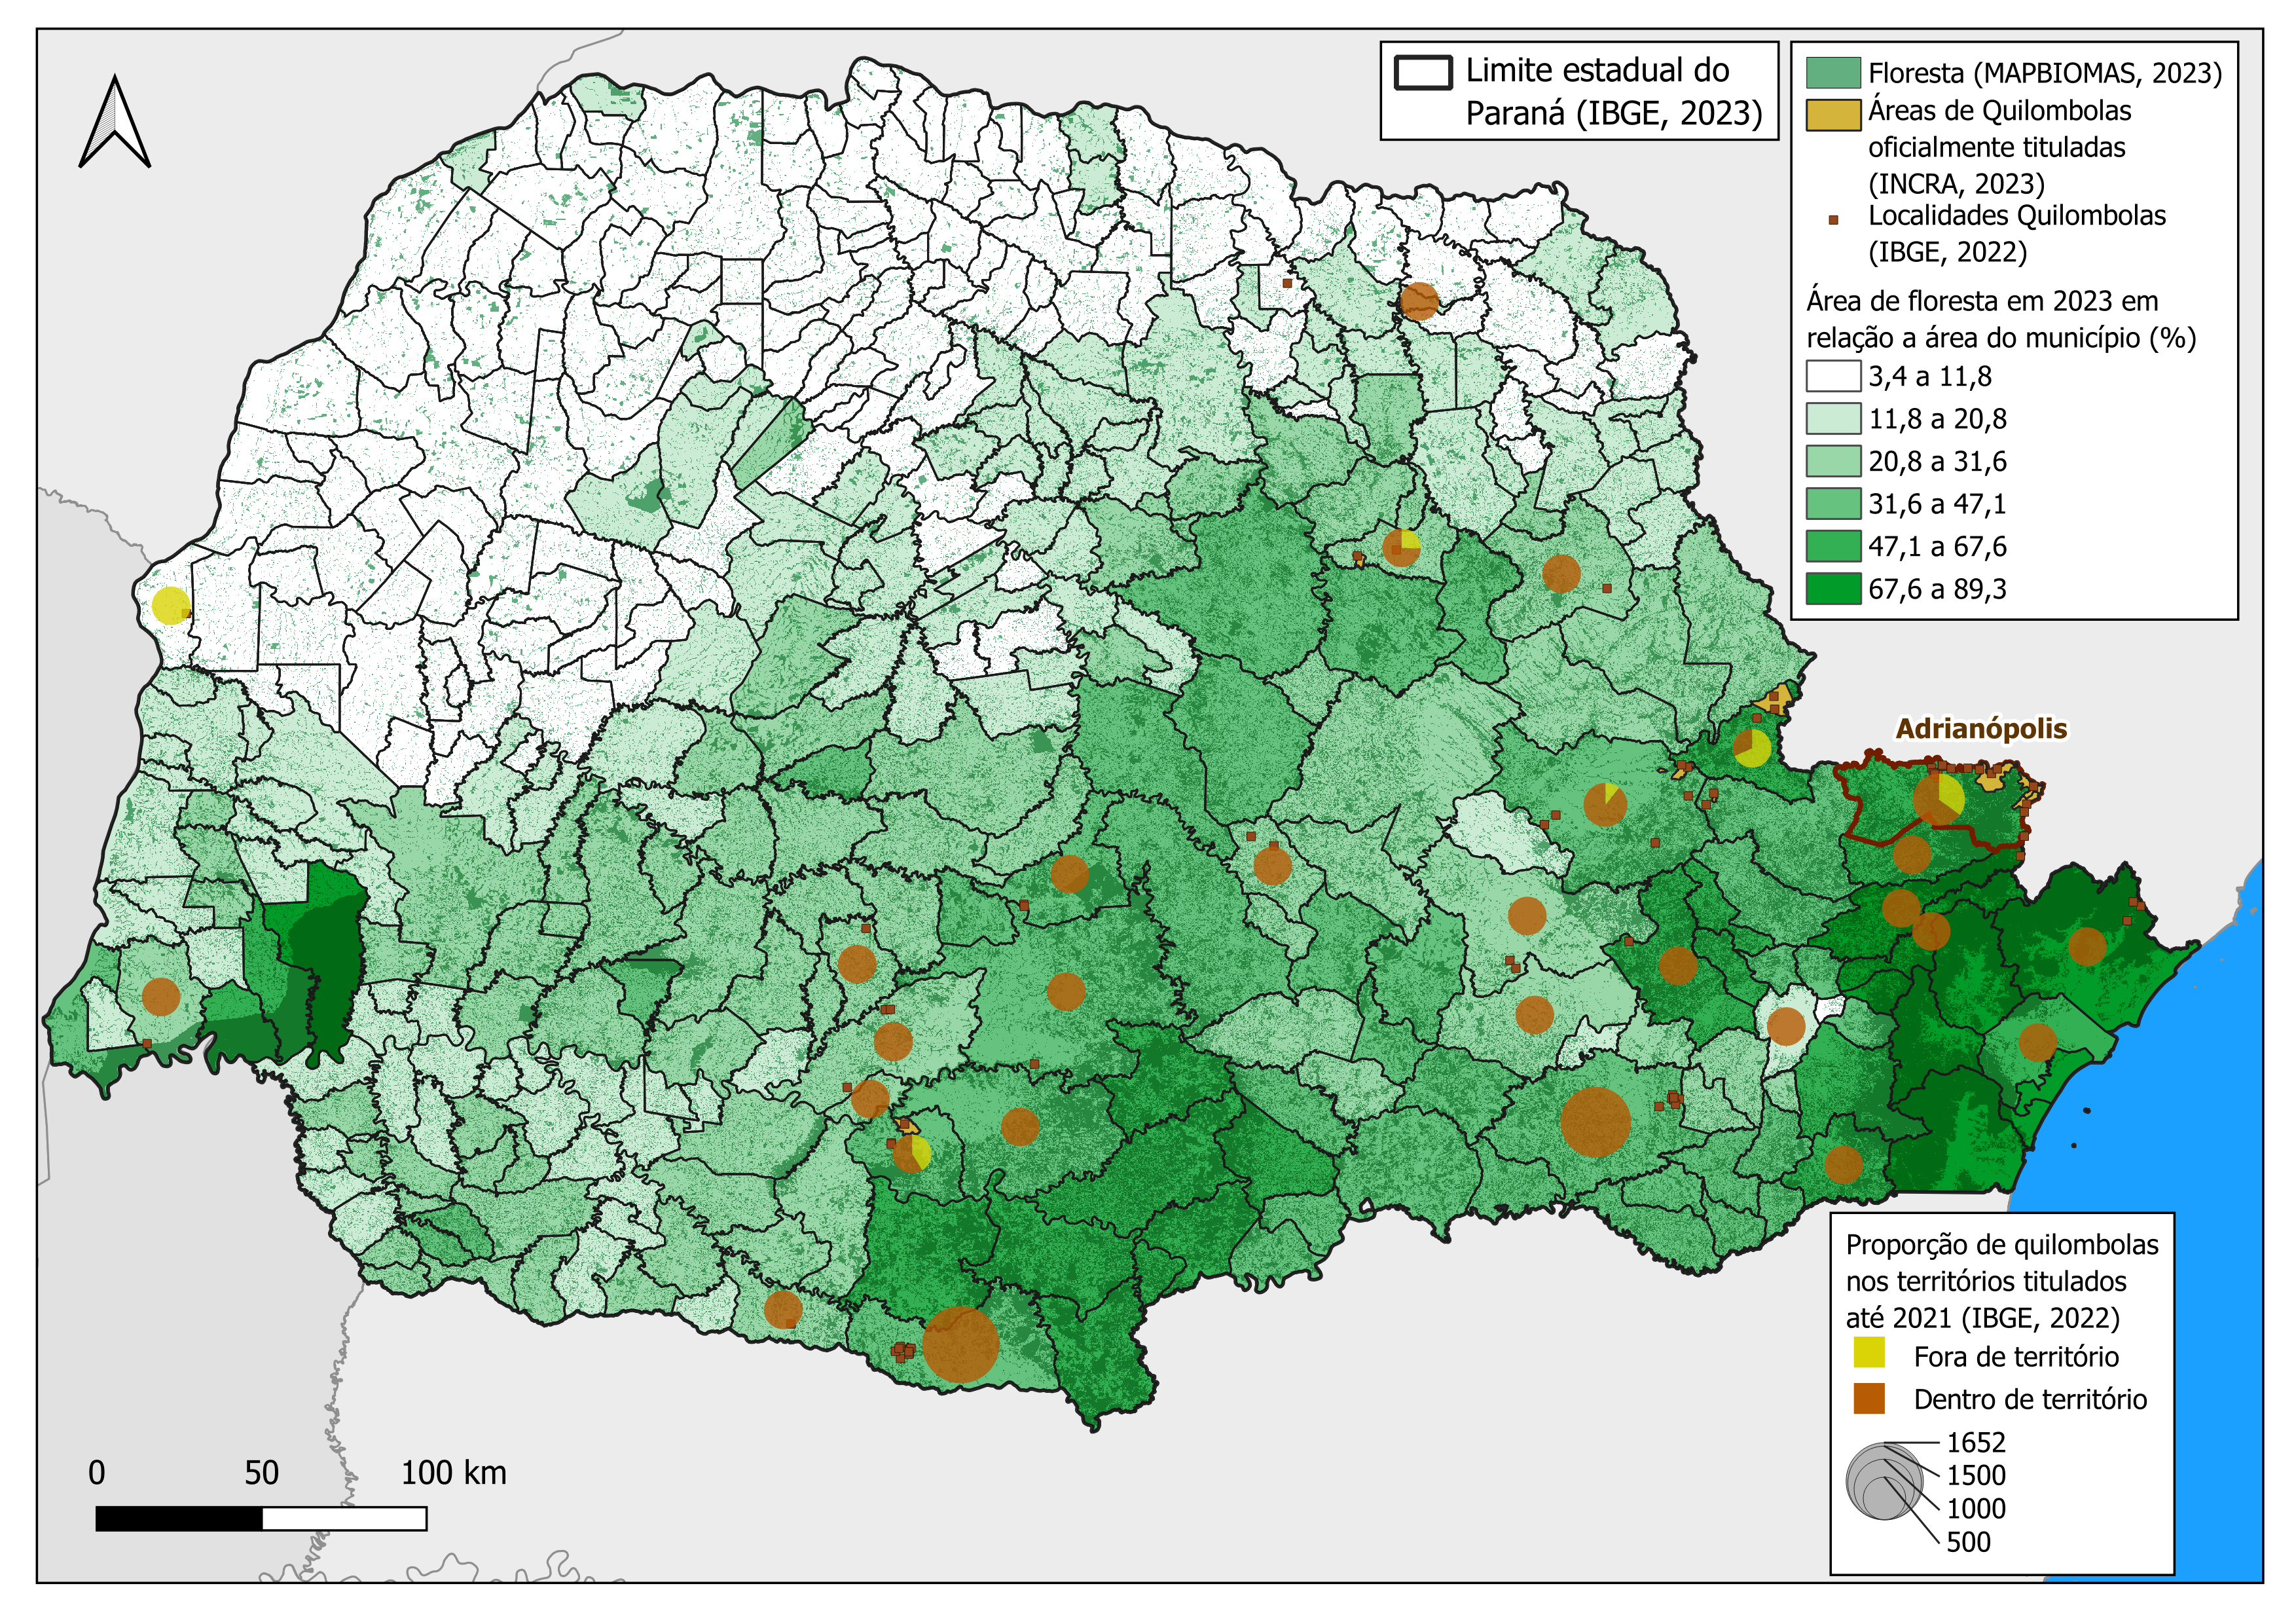 Limite estadual do
Paraná (IBGE, 2023)
Floresta (MAPBIOMAS, 2023)
Áreas de Quilombolas
oficialmente tituladas
(INCRA, 2023)
Localidades Quilombolas
(IBGE, 2022)
Área de floresta em 2023 em
relação a área do município (%)
3,4 a 11,8
11,8 a 20,8
20,8 a 31,6
31,6 a 47,1
47,1 a 67,6
67,6 a 89,3
Adrianópolis
Proporção de quilombolas
nos territórios titulados
até 2021 (IBGE, 2022)
Fora de território
Dentro de território
1652
1500
1000
500
0 50 100 km